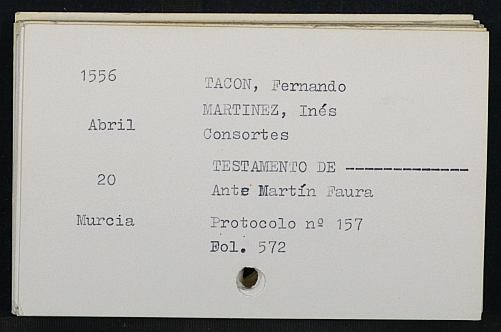 1556
TACON, Fernando
MARTINEZ, Inés
Abril
Consortes
TESTAMENTO DE -------------
20
Ante Martín Faura
Murcia
Protocolo nº 157
Fol. 572